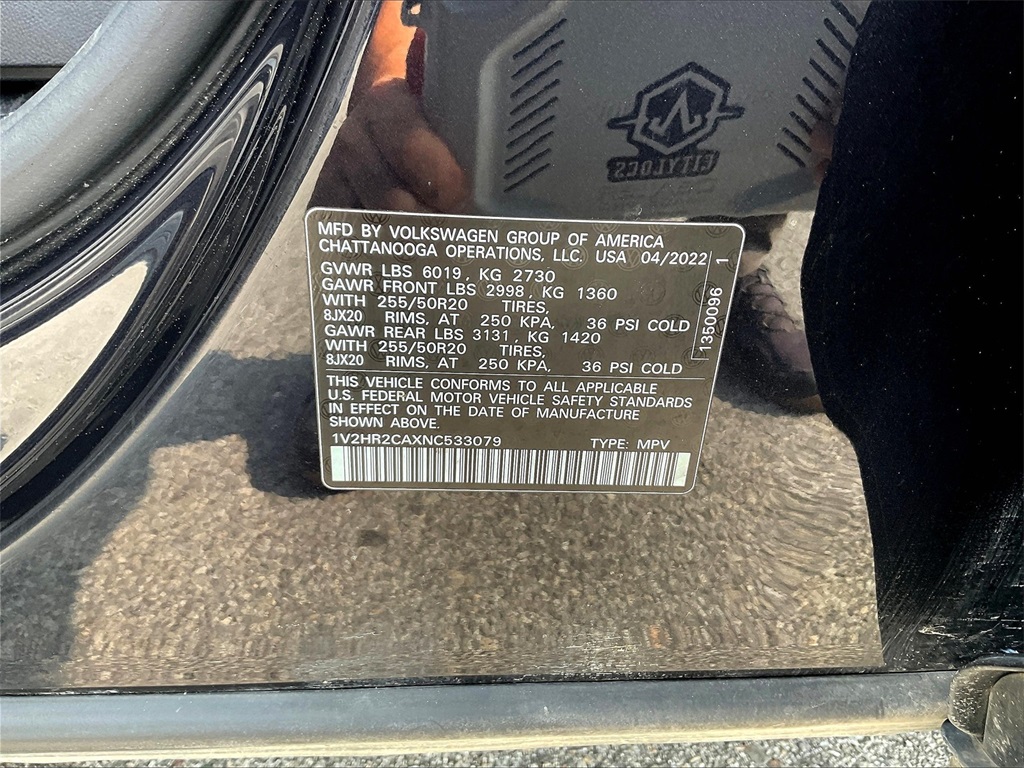 MFD BY VOLKSWAGEN GROUP OF AMERICA
CHATTANOOGA OPERATIONS, LLC. USA 04/2022
GVWR LBS 6019, KG 2730
GAWR FRONT LBS 2998, KG 1360
WITH 255/50R20 TIRES,
8JX20 RIMS, AT 250 KPA, 36 PSI COLD
GAWR REAR LBS 3131, KG 1420
WITH 255/50R20 TIRES,
8JX20 RIMS, AT 250 KPA, 36 PSI COLD
1350096 1
THIS VEHICLE CONFORMS TO ALL APPLICABLE
U.S. FEDERAL MOTOR VEHICLE SAFETY STANDARDS
IN EFFECT ON THE DATE OF MANUFACTURE
SHOWN ABOVE.
1V2HR2CAXNC533079 TYPE: MPV